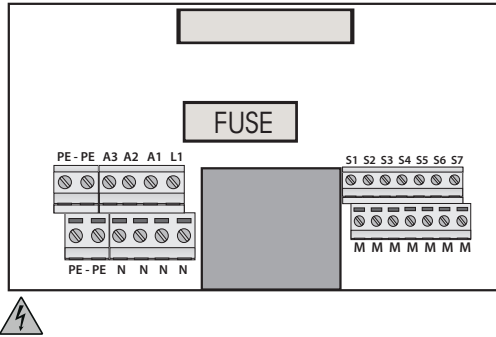 FUSE
PE - PE A3 A2 A1 L1
S1 S2 S3 S4 S5 S6 S7
PE - PE N N N N
M M M M M M M